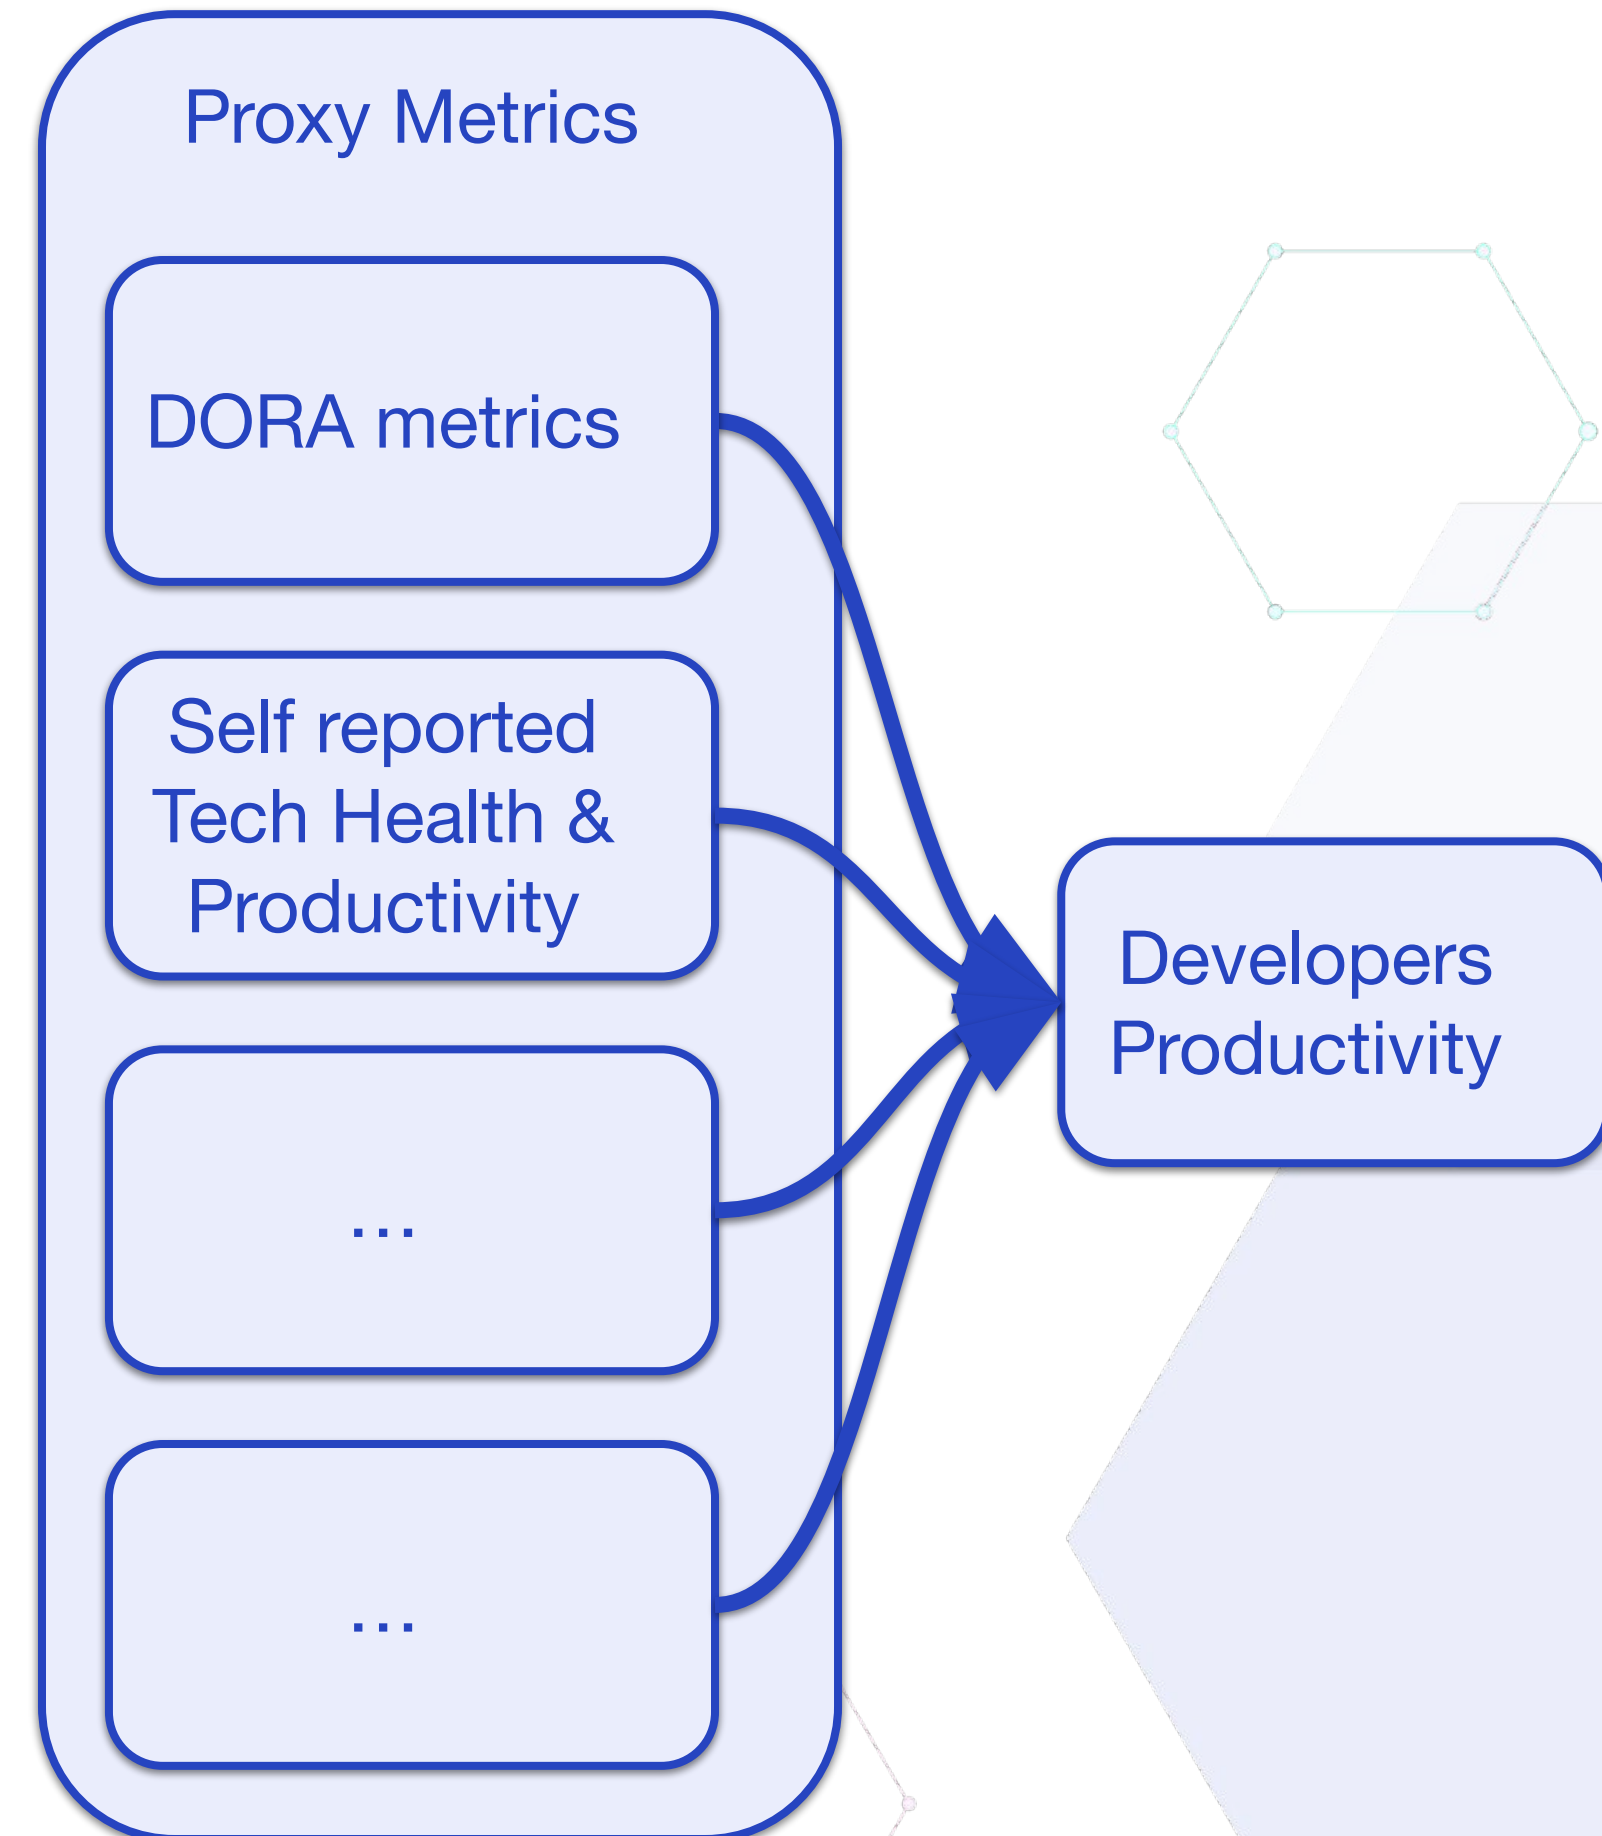 Proxy Metrics
DORA metrics
Self reported
Tech Health &
Productivity
…
…
Developers
Productivity